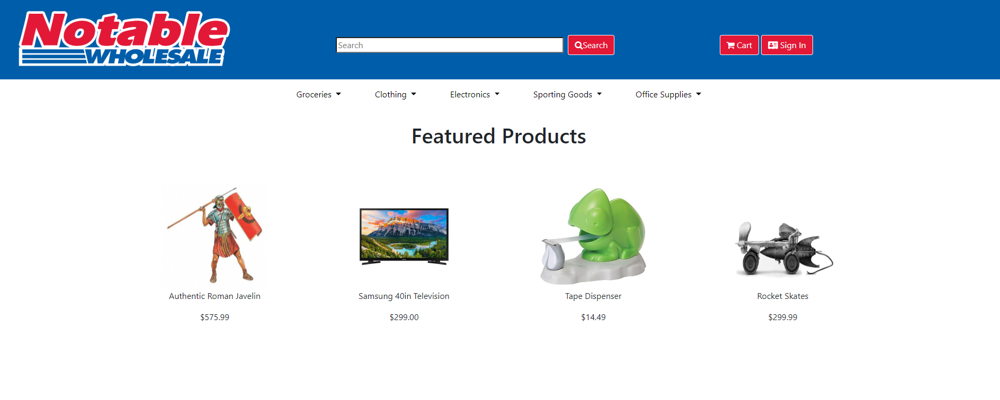 Notable
WHOLESALE
Search
Search
Cart
Sign In
Groceries
Clothing
Electronics
Sporting Goods
Office Supplies
Featured Products
Authentic Roman Javelin
Samsung 40in Television
Tape Dispenser
Rocket Skates
$575.99
$299.00
$14.49
$299.99